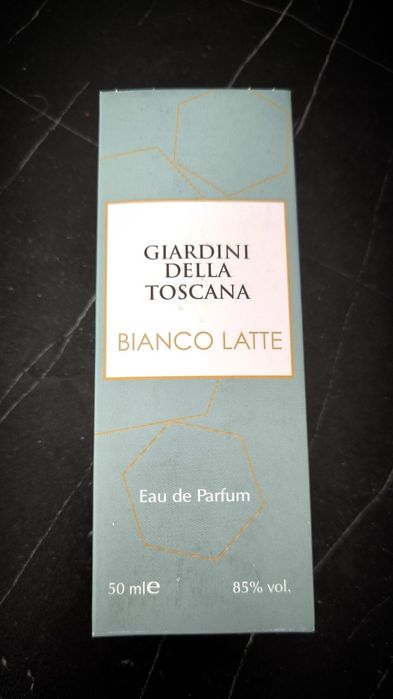 GIARDINI
DELLA
TOSCANA
BIANCO LATTE
Eau de Parfum
50 ml℮
85% vol.